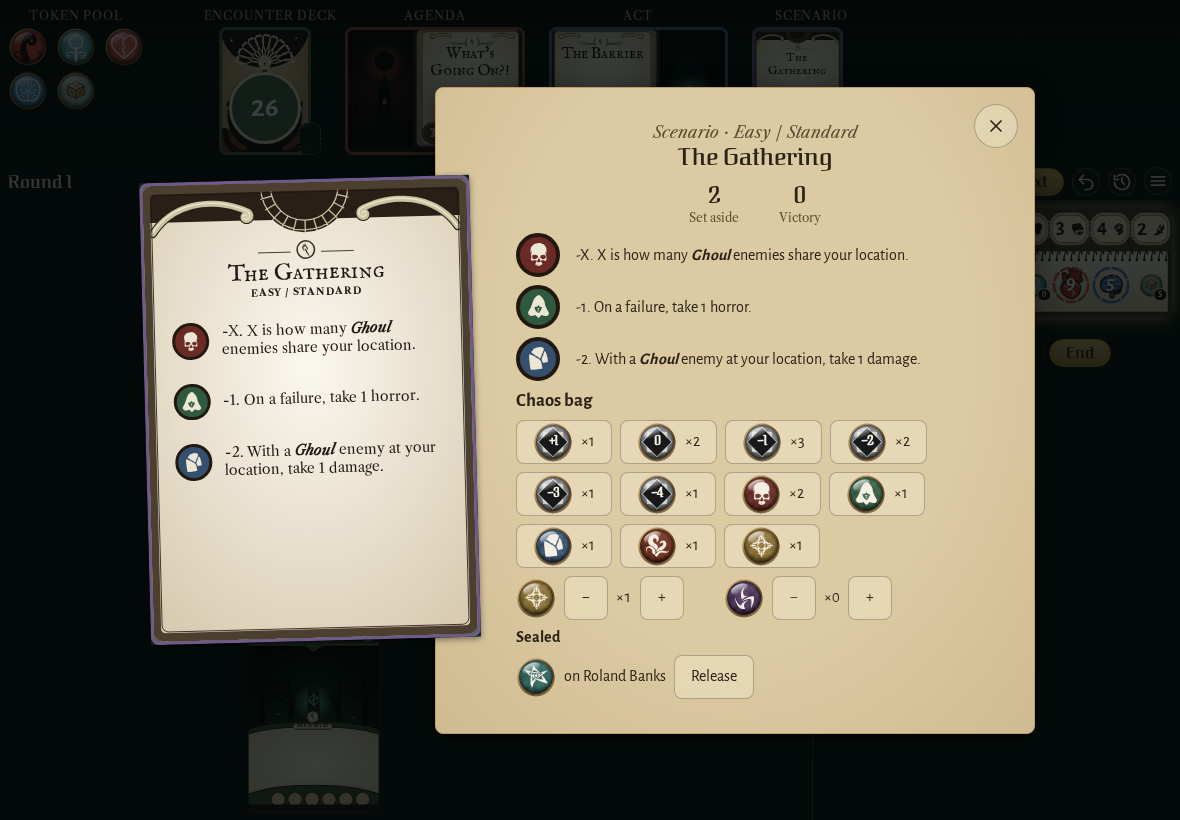 TOKEN POOL
ENCOUNTER DECK
AGENDA
ACT
SCENARIO
What's Going On?!
The Barrier
The Gathering
26
Round 1
3
4
2
9
5
End
Scenario · Easy / Standard
The Gathering
2
0
Set aside
Victory
-X. X is how many Ghoul enemies share your location.
-1. On a failure, take 1 horror.
-2. With a Ghoul enemy at your location, take 1 damage.
Chaos bag
+1 ×1
0 ×2
-1 ×3
-2 ×2
-3 ×1
-4 ×1
×2
×1
×1
×1
×1
− ×1 +
− ×0 +
Sealed
on Roland Banks
Release
The Gathering
EASY / STANDARD
-X. X is how many Ghoul
enemies share your location.
-1. On a failure, take 1 horror.
-2. With a Ghoul enemy at your
location, take 1 damage.